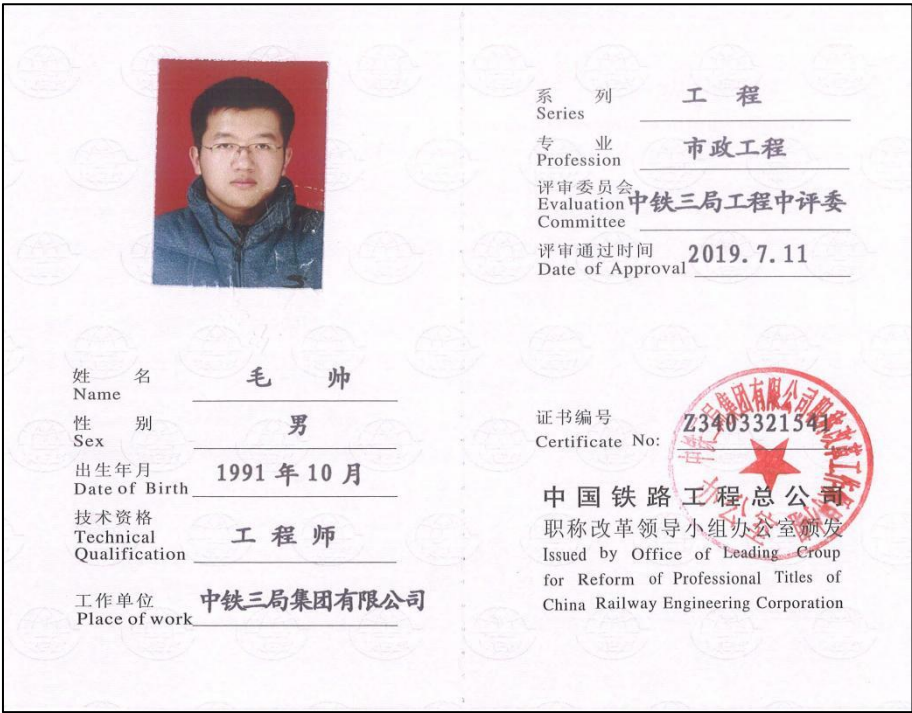 姓 名 毛 帅
Name
性 别 男
Sex
出生年月 1991 年 10 月
Date of Birth
技术资格
Technical 工 程 师
Qualification
工作单位 中铁三局集团有限公司
Place of work
系 列 工 程
Series
专 业 市政工程
Profession
评审委员会
Evaluation 中铁三局工程中评委
Committee
评审通过时间 2019.7.11
Date of Approval
证书编号 Z3403321541
Certificate No:
中国铁路工程总公司
职称改革领导小组办公室颁发
Issued by Office of Leading Group
for Reform of Professional Titles of
China Railway Engineering Corporation
办公室